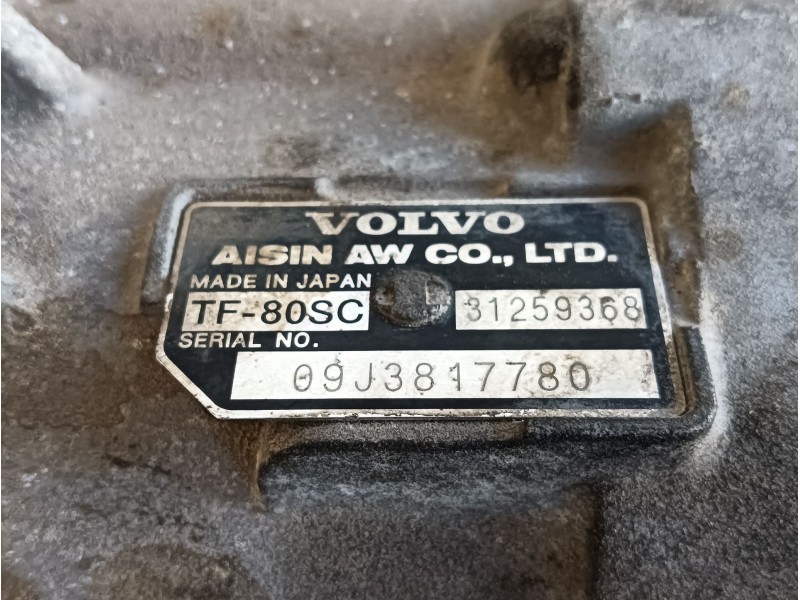 VOLVO
AISIN AW CO., LTD.
MADE IN JAPAN
TF-80SC 31259368
SERIAL NO.
09J3817780